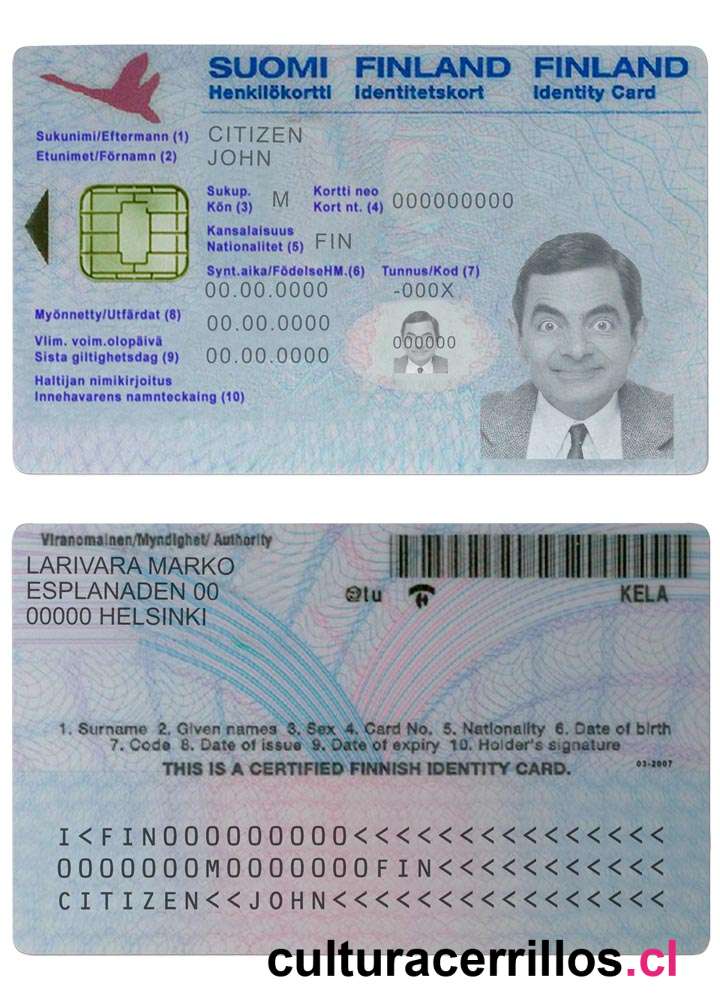 SUOMI FINLAND FINLAND
Henkilökortti Identitetskort Identity Card
Sukunimi/Eftermann (1) CITIZEN
Etunimet/Förnamn (2) JOHN
Sukup. Kortti neo
Kön (3) M Kort nt. (4) 000000000
Kansalaisuus
Nationalitet (5) FIN
Synt.aika/FödelseHM.(6) Tunnus/Kod (7)
00.00.0000 -000X
Myönnetty/Utfärdat (8) 00.00.0000
Vlim. voim.olopäivä
Sista giltighetsdag (9) 00.00.0000
000000
Haltijan nimikirjoitus
Innehavarens namnteckaing (10)
Viranomainen/Myndighet/ Authority
LARIVARA MARKO
ESPLANADEN 00
00000 HELSINKI
@lu KELA
1. Surname 2. Given names 3. Sex 4. Card No. 5. Nationality 6. Date of birth
7. Code 8. Date of issue 9. Date of expiry 10. Holder's signature
THIS IS A CERTIFIED FINNISH IDENTITY CARD. 03-2007
I<FIN000000000<<<<<<<<<<<<<<<
0000000M0000000FIN<<<<<<<<<<<
CITIZEN<<JOHN<<<<<<<<<<<<<<<<
culturacerrillos.cl